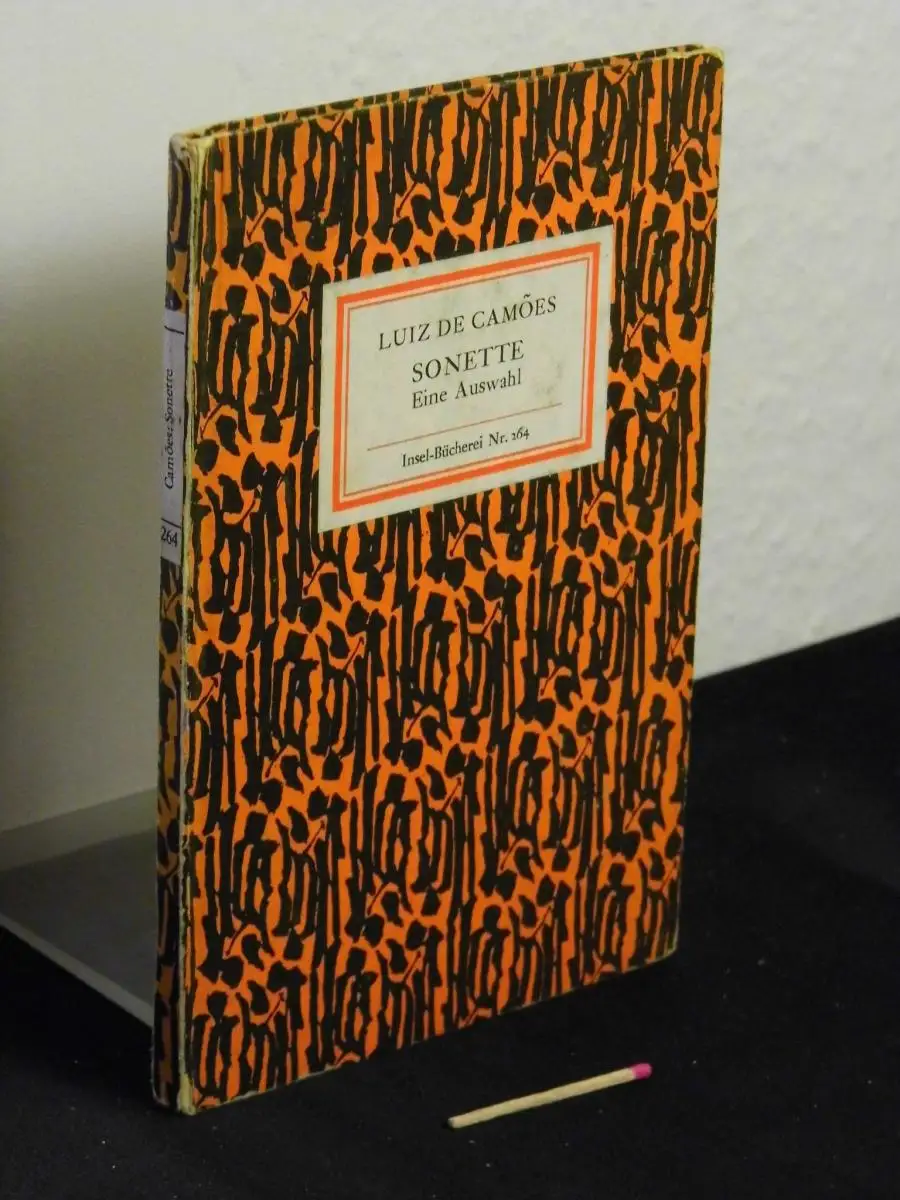 LUIZ DE CAMÕES
SONETTE
Eine Auswahl
Insel-Bücherei Nr. 264
Camões: Sonette
264